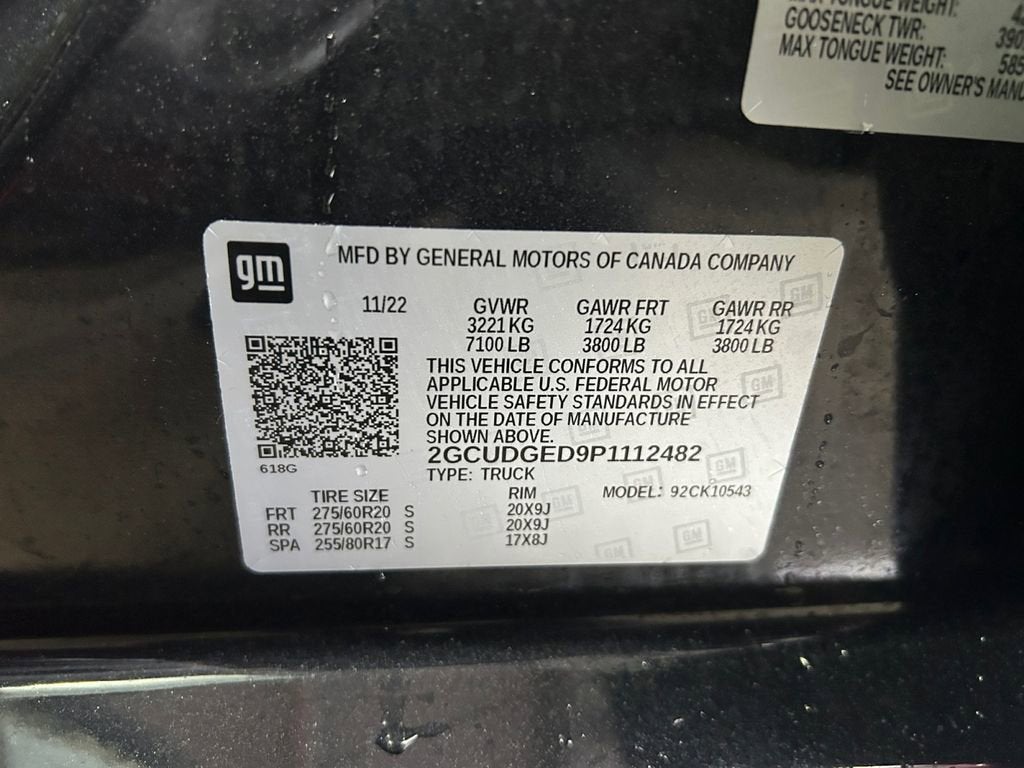 MAX TONGUE WEIGHT:
GOOSENECK TWR: 390
MAX TONGUE WEIGHT: 585
SEE OWNER'S MANU
gm
MFD BY GENERAL MOTORS OF CANADA COMPANY
11/22 GVWR GAWR FRT GAWR RR
3221 KG 1724 KG 1724 KG
7100 LB 3800 LB 3800 LB
THIS VEHICLE CONFORMS TO ALL
APPLICABLE U.S. FEDERAL MOTOR
VEHICLE SAFETY STANDARDS IN EFFECT
ON THE DATE OF MANUFACTURE
SHOWN ABOVE.
2GCUDGED9P1112482
618G
TYPE: TRUCK
TIRE SIZE RIM MODEL: 92CK10543
FRT 275/60R20 S 20X9J
RR 275/60R20 S 20X9J
SPA 255/80R17 S 17X8J